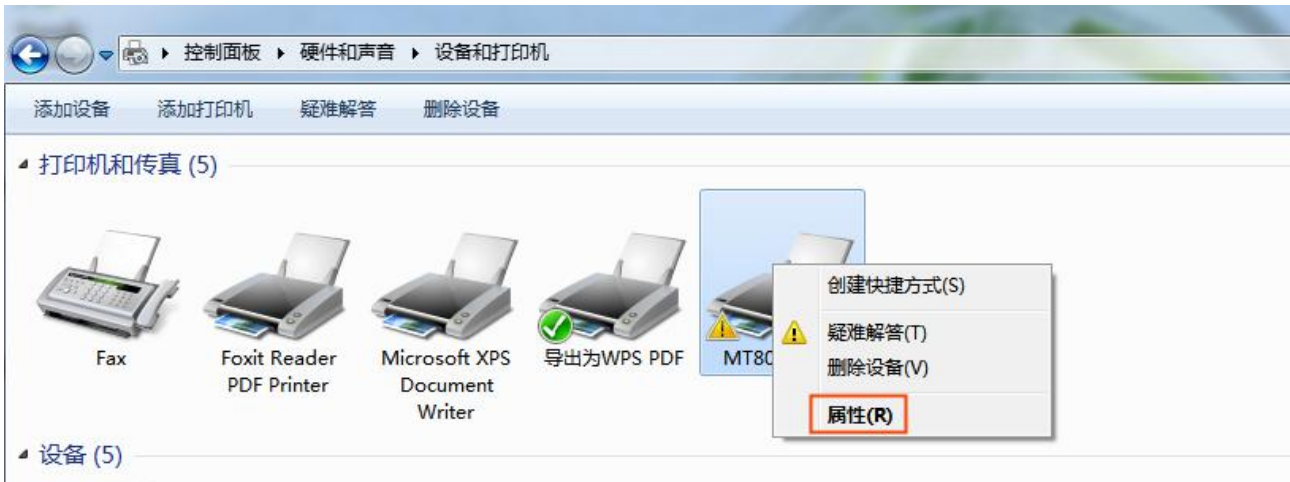 控制面板 ▸ 硬件和声音 ▸ 设备和打印机
添加设备 添加打印机 疑难解答 删除设备
打印机和传真 (5)
Fax
Foxit Reader
PDF Printer
Microsoft XPS
Document
Writer
导出为WPS PDF
MT80
创建快捷方式(S)
疑难解答(T)
删除设备(V)
属性(R)
设备 (5)